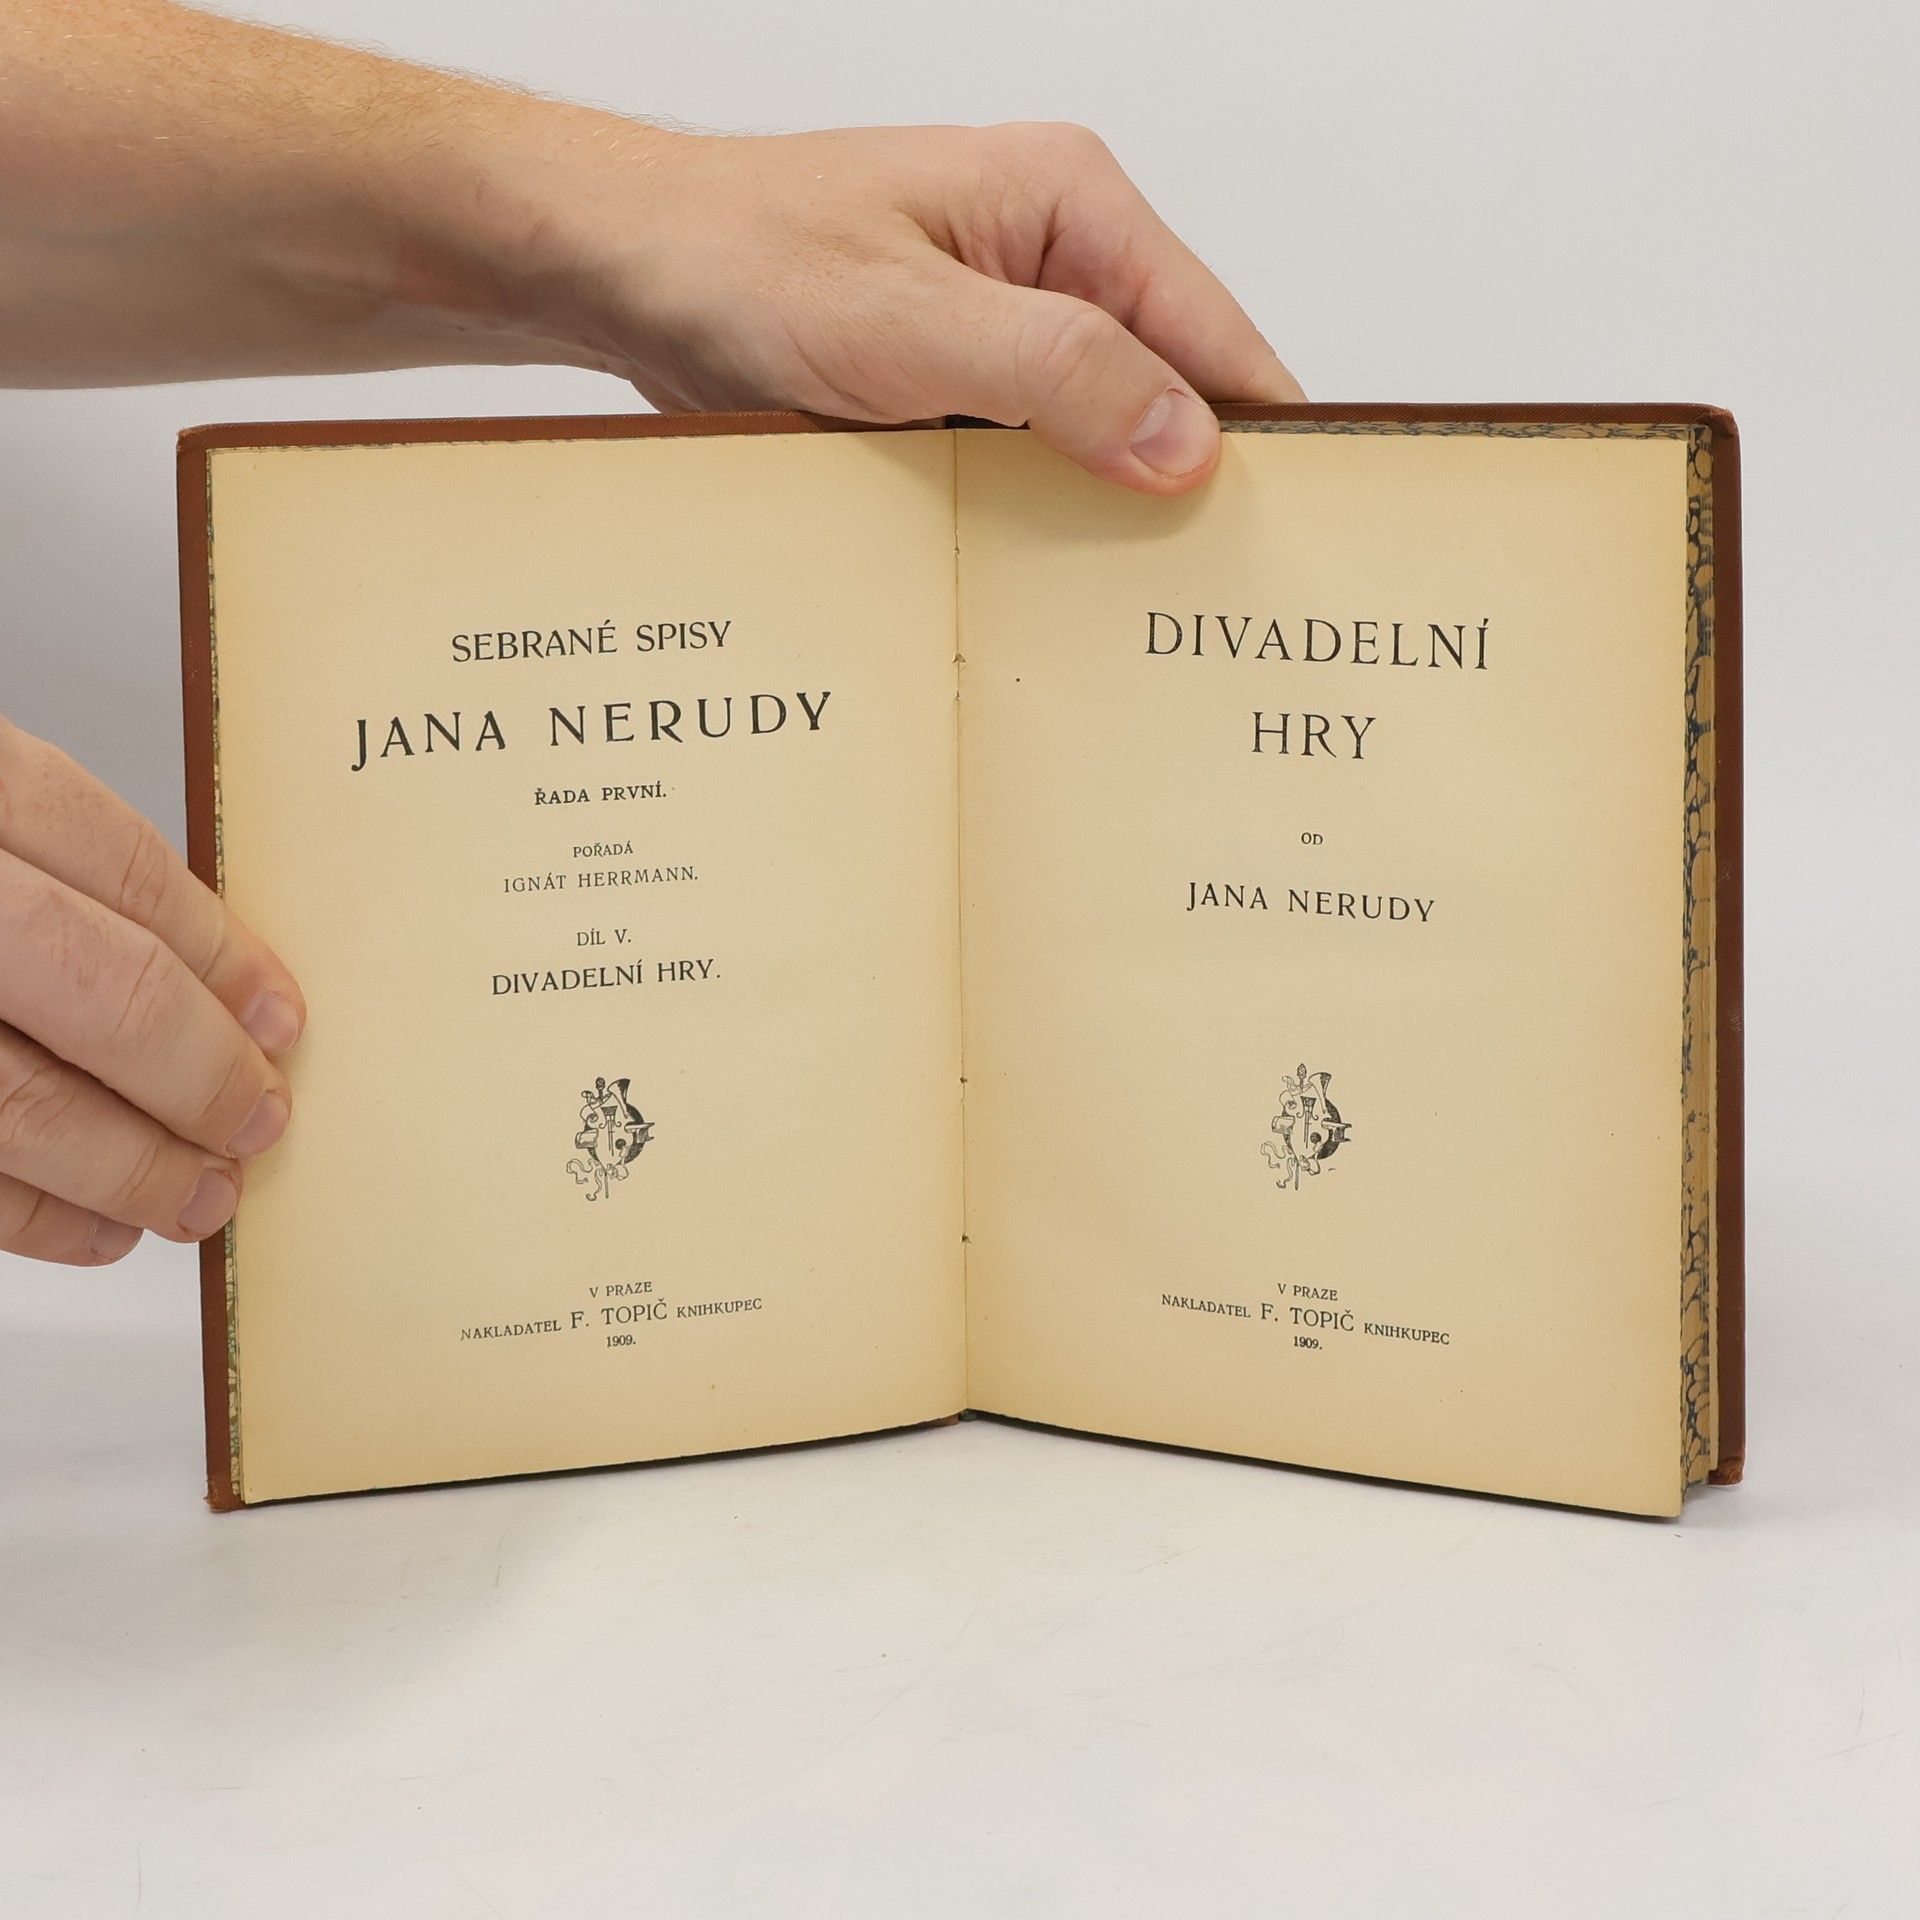 SEBRANÉ SPISY
JANA NERUDY
ŘADA PRVNÍ.
POŘADÁ
IGNÁT HERRMANN.
DÍL V.
DIVADELNÍ HRY.
V PRAZE
NAKLADATEL F. TOPIČ KNIHKUPEC
1909.
DIVADELNÍ
HRY
OD
JANA NERUDY
V PRAZE
NAKLADATEL F. TOPIČ KNIHKUPEC
1909.